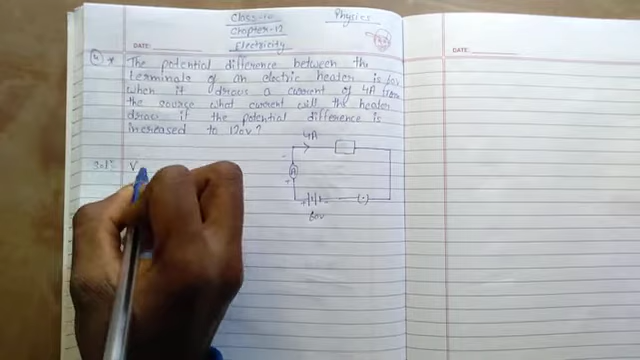 Class-10
Physics
Chapter-12
Electricity
DATE:
DATE:
The potential difference between the
terminals of an electric heater is 60v
when it draws a current of 4A from
the source what current will the heater
draw if the potential difference is
increased to 120v?
4A
Sol:
V
A
+
60v